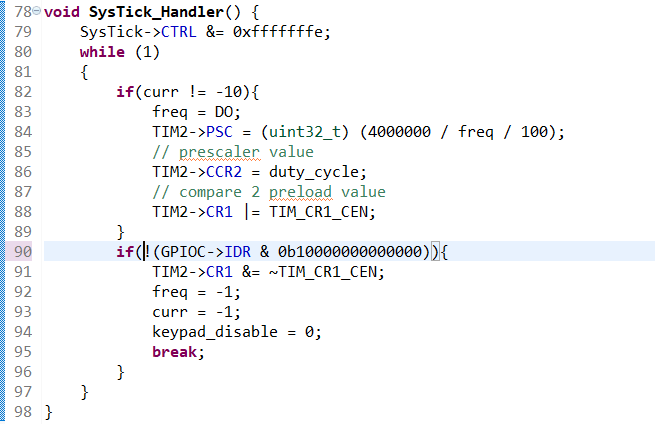 78 void SysTick_Handler() {
79     SysTick->CTRL &= 0xfffffffe;
80     while (1)
81     {
82         if(curr != -10){
83             freq = DO;
84             TIM2->PSC = (uint32_t) (4000000 / freq / 100);
85             // prescaler value
86             TIM2->CCR2 = duty_cycle;
87             // compare 2 preload value
88             TIM2->CR1 |= TIM_CR1_CEN;
89         }
90         if(!(GPIOC->IDR & 0b10000000000000)){
91             TIM2->CR1 &= ~TIM_CR1_CEN;
92             freq = -1;
93             curr = -1;
94             keypad_disable = 0;
95             break;
96         }
97     }
98 }